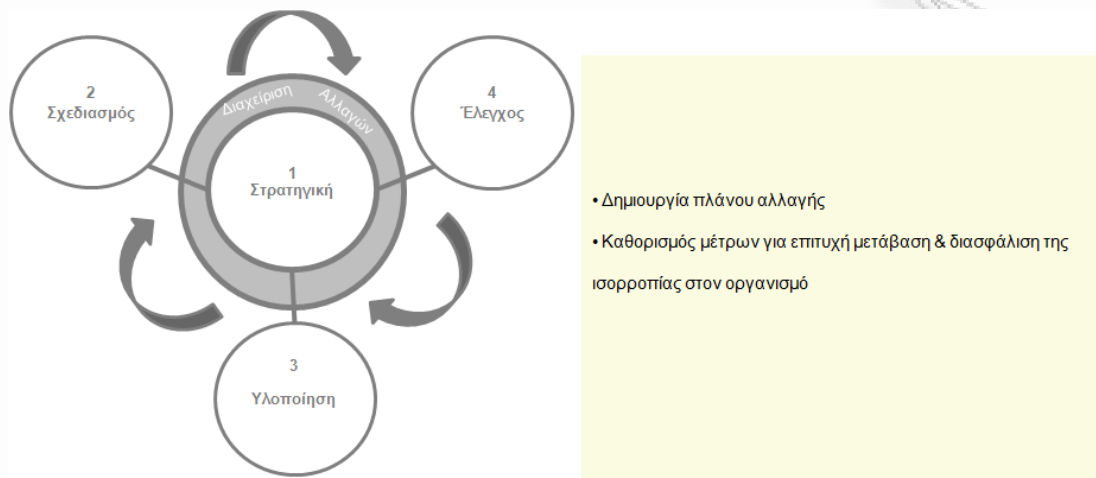 2
Σχεδιασμός
Διαχείριση Αλλαγών
1
Στρατηγική
4
Έλεγχος
3
Υλοποίηση
• Δημιουργία πλάνου αλλαγής
• Καθορισμός μέτρων για επιτυχή μετάβαση & διασφάλιση της
ισορροπίας στον οργανισμό